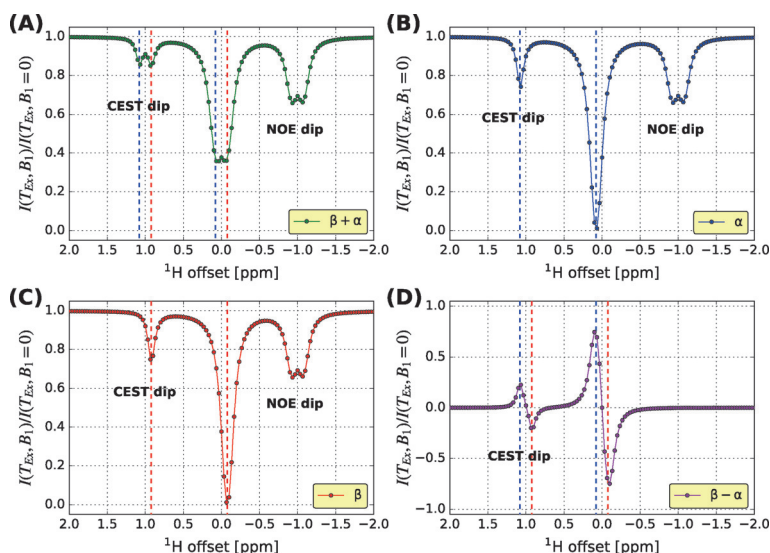 (A)
1.0
0.8
0.6
0.4
0.2
0.0
I(T_Ex, B_1)/I(T_Ex, B_1 = 0)
CEST dip
NOE dip
β + α
2.0 1.5 1.0 0.5 0.0 −0.5 −1.0 −1.5 −2.0
¹H offset [ppm]
(B)
1.0
0.8
0.6
0.4
0.2
0.0
I(T_Ex, B_1)/I(T_Ex, B_1 = 0)
CEST dip
NOE dip
α
2.0 1.5 1.0 0.5 0.0 −0.5 −1.0 −1.5 −2.0
¹H offset [ppm]
(C)
1.0
0.8
0.6
0.4
0.2
0.0
I(T_Ex, B_1)/I(T_Ex, B_1 = 0)
CEST dip
NOE dip
β
2.0 1.5 1.0 0.5 0.0 −0.5 −1.0 −1.5 −2.0
¹H offset [ppm]
(D)
1.0
0.5
0.0
−0.5
−1.0
I(T_Ex, B_1)/I(T_Ex, B_1 = 0)
CEST dip
β − α
2.0 1.5 1.0 0.5 0.0 −0.5 −1.0 −1.5 −2.0
¹H offset [ppm]